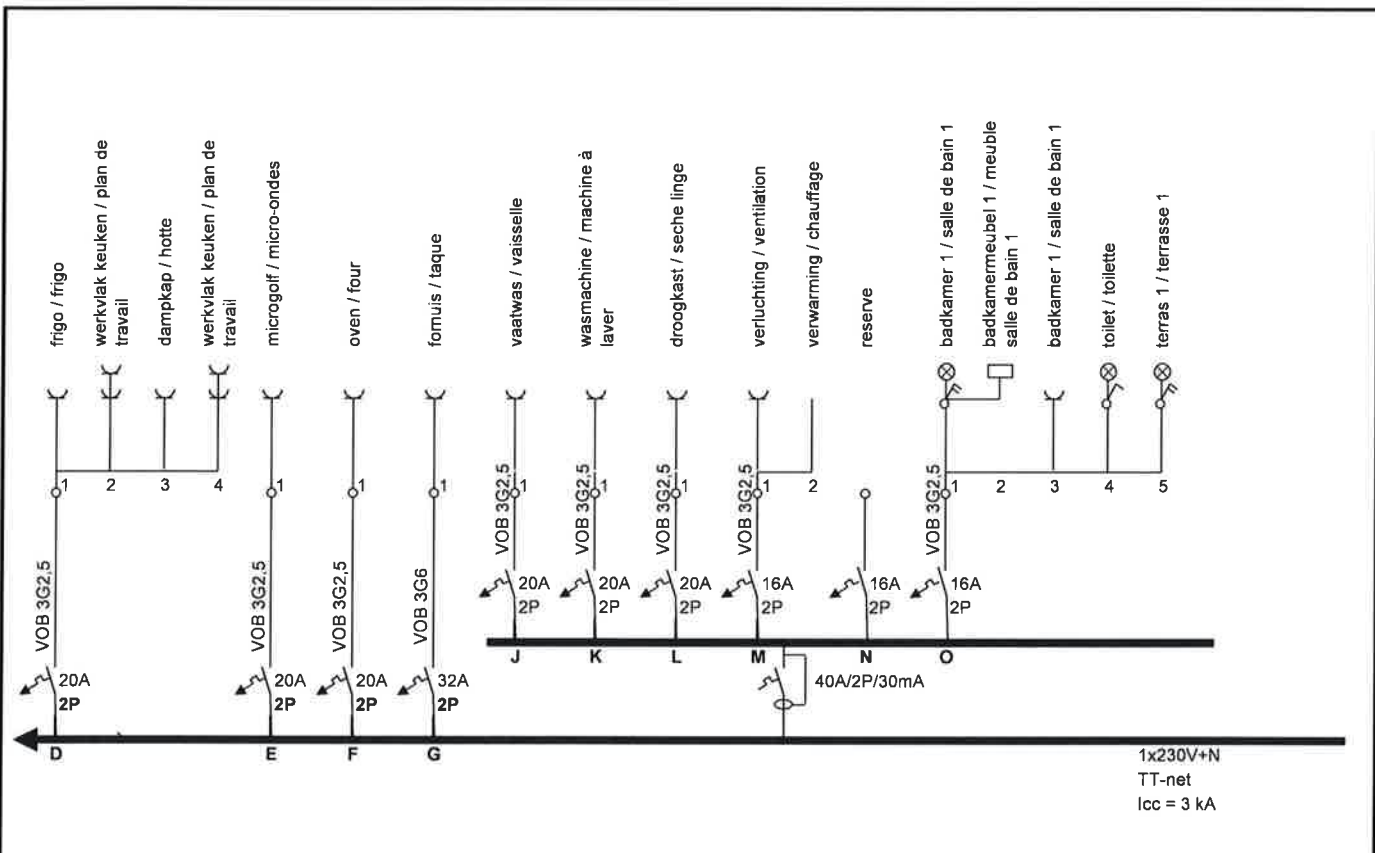 frigo / frigo
werkvlak keuken / plan de
travail
dampkap / hotte
werkvlak keuken / plan de
travail
microgolf / micro-ondes
oven / four
fornuis / taque
vaatwas / vaisselle
wasmachine / machine à
laver
droogkast / seche linge
verluchting / ventilation
verwarming / chauffage
reserve
badkamer 1 / salle de bain 1
badkamermeubel 1 / meuble
salle de bain 1
badkamer 1 / salle de bain 1
toilet / toilette
terras 1 / terrasse 1
1
2
3
4
1
1
1
1
1
1
1
2
1
2
3
4
5
VOB 3G2,5
VOB 3G2,5
VOB 3G2,5
VOB 3G6
VOB 3G2,5
VOB 3G2,5
VOB 3G2,5
VOB 3G2,5
VOB 3G2,5
20A
2P
20A
2P
20A
2P
16A
2P
16A
2P
16A
2P
J
K
L
M
N
O
20A
2P
20A
2P
20A
2P
32A
2P
40A/2P/30mA
D
E
F
G
1x230V+N
TT-net
Icc = 3 kA